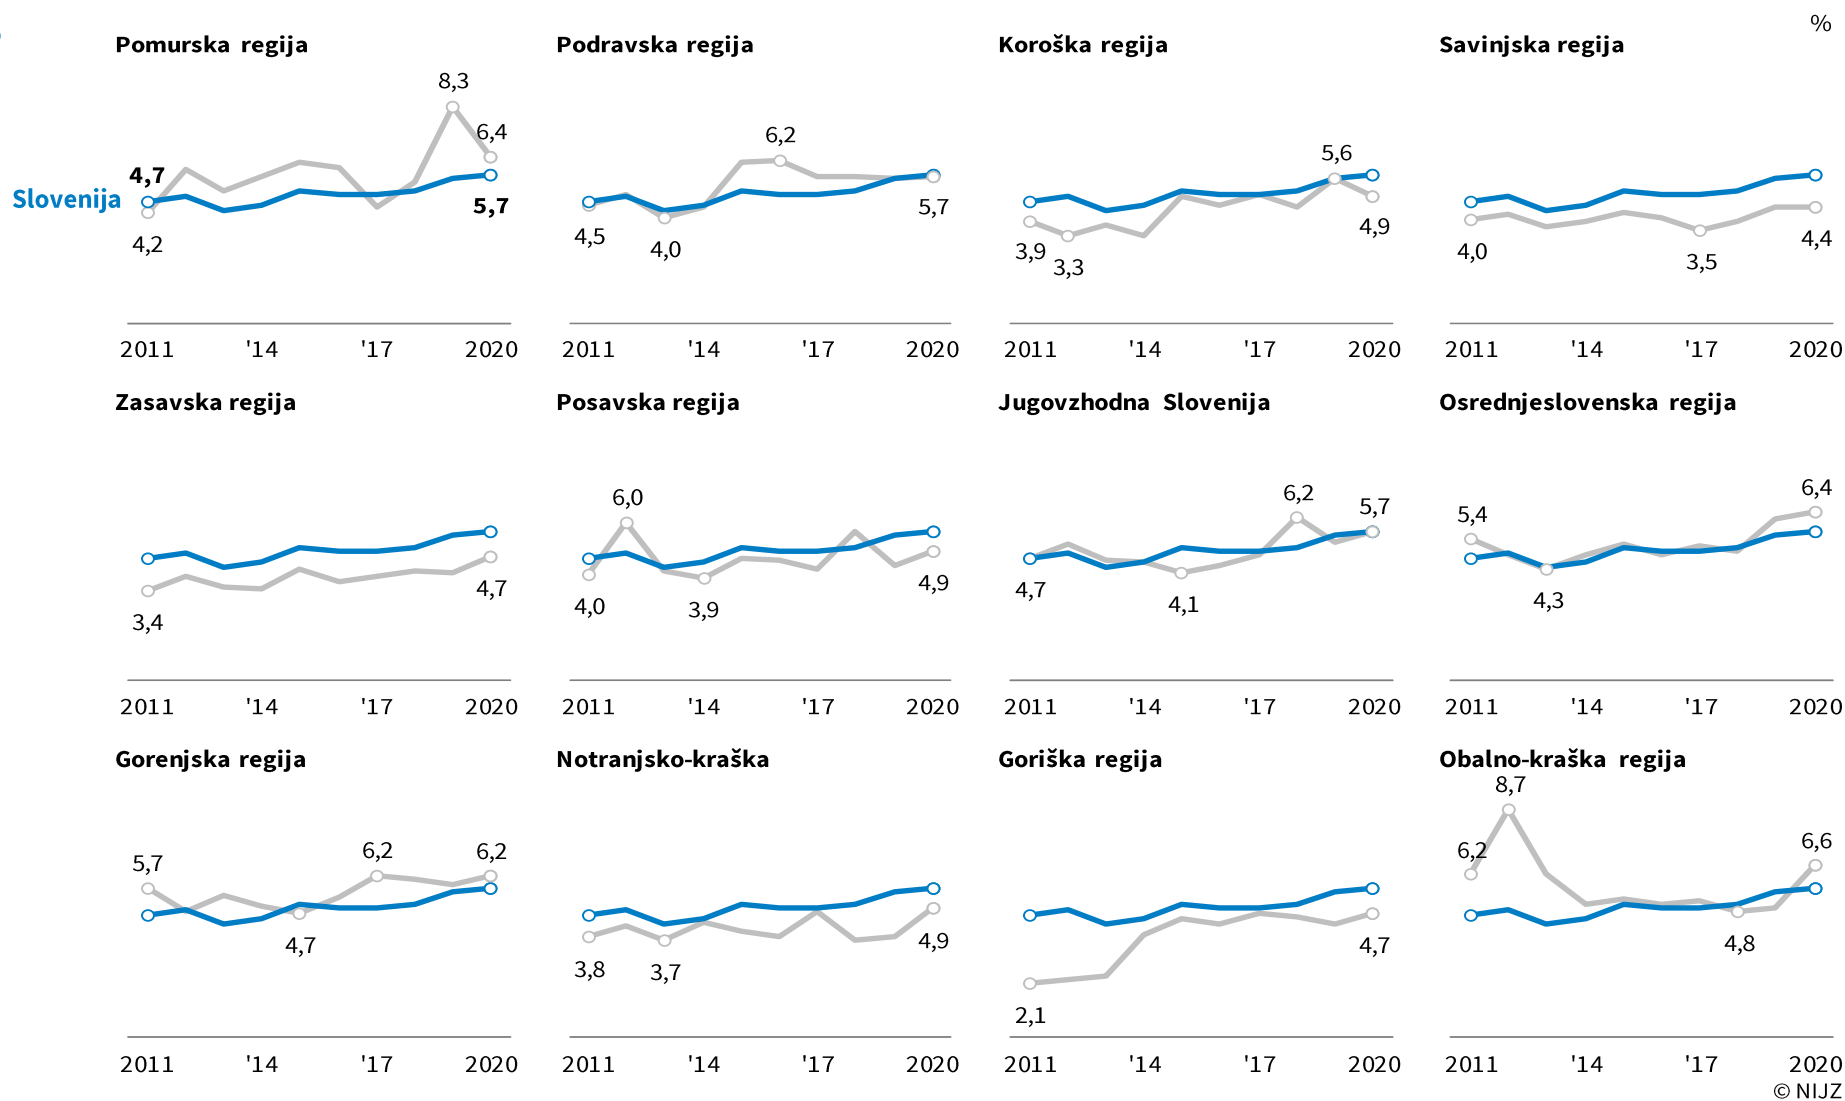 %
Pomurska regija
8,3
6,4
4,7
Slovenija
5,7
4,2
2011 '14 '17 2020
Podravska regija
6,2
4,5
4,0
5,7
2011 '14 '17 2020
Koroška regija
5,6
3,9
3,3
4,9
2011 '14 '17 2020
Savinjska regija
4,0
3,5
4,4
2011 '14 '17 2020
Zasavska regija
3,4
4,7
2011 '14 '17 2020
Posavska regija
6,0
4,0
3,9
4,9
2011 '14 '17 2020
Jugovzhodna Slovenija
6,2
5,7
4,7
4,1
2011 '14 '17 2020
Osrednjeslovenska regija
6,4
5,4
4,3
2011 '14 '17 2020
Gorenjska regija
5,7
6,2
6,2
4,7
2011 '14 '17 2020
Notranjsko-kraška
3,8
3,7
4,9
2011 '14 '17 2020
Goriška regija
4,7
2,1
2011 '14 '17 2020
Obalno-kraška regija
8,7
6,2
6,6
4,8
2011 '14 '17 2020
© NIJZ